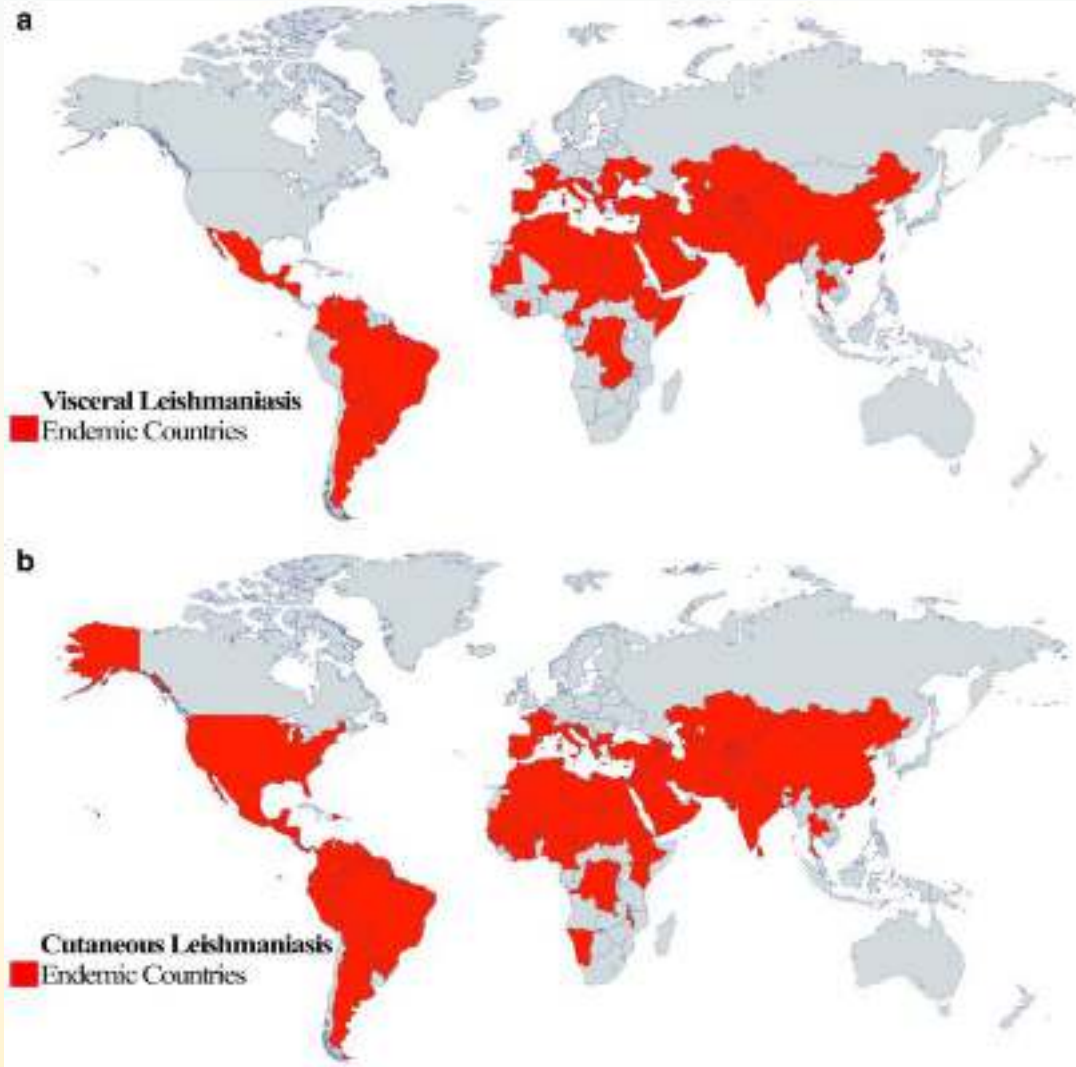 a
Visceral Leishmaniasis
Endemic Countries
b
Cutaneous Leishmaniasis
Endemic Countries